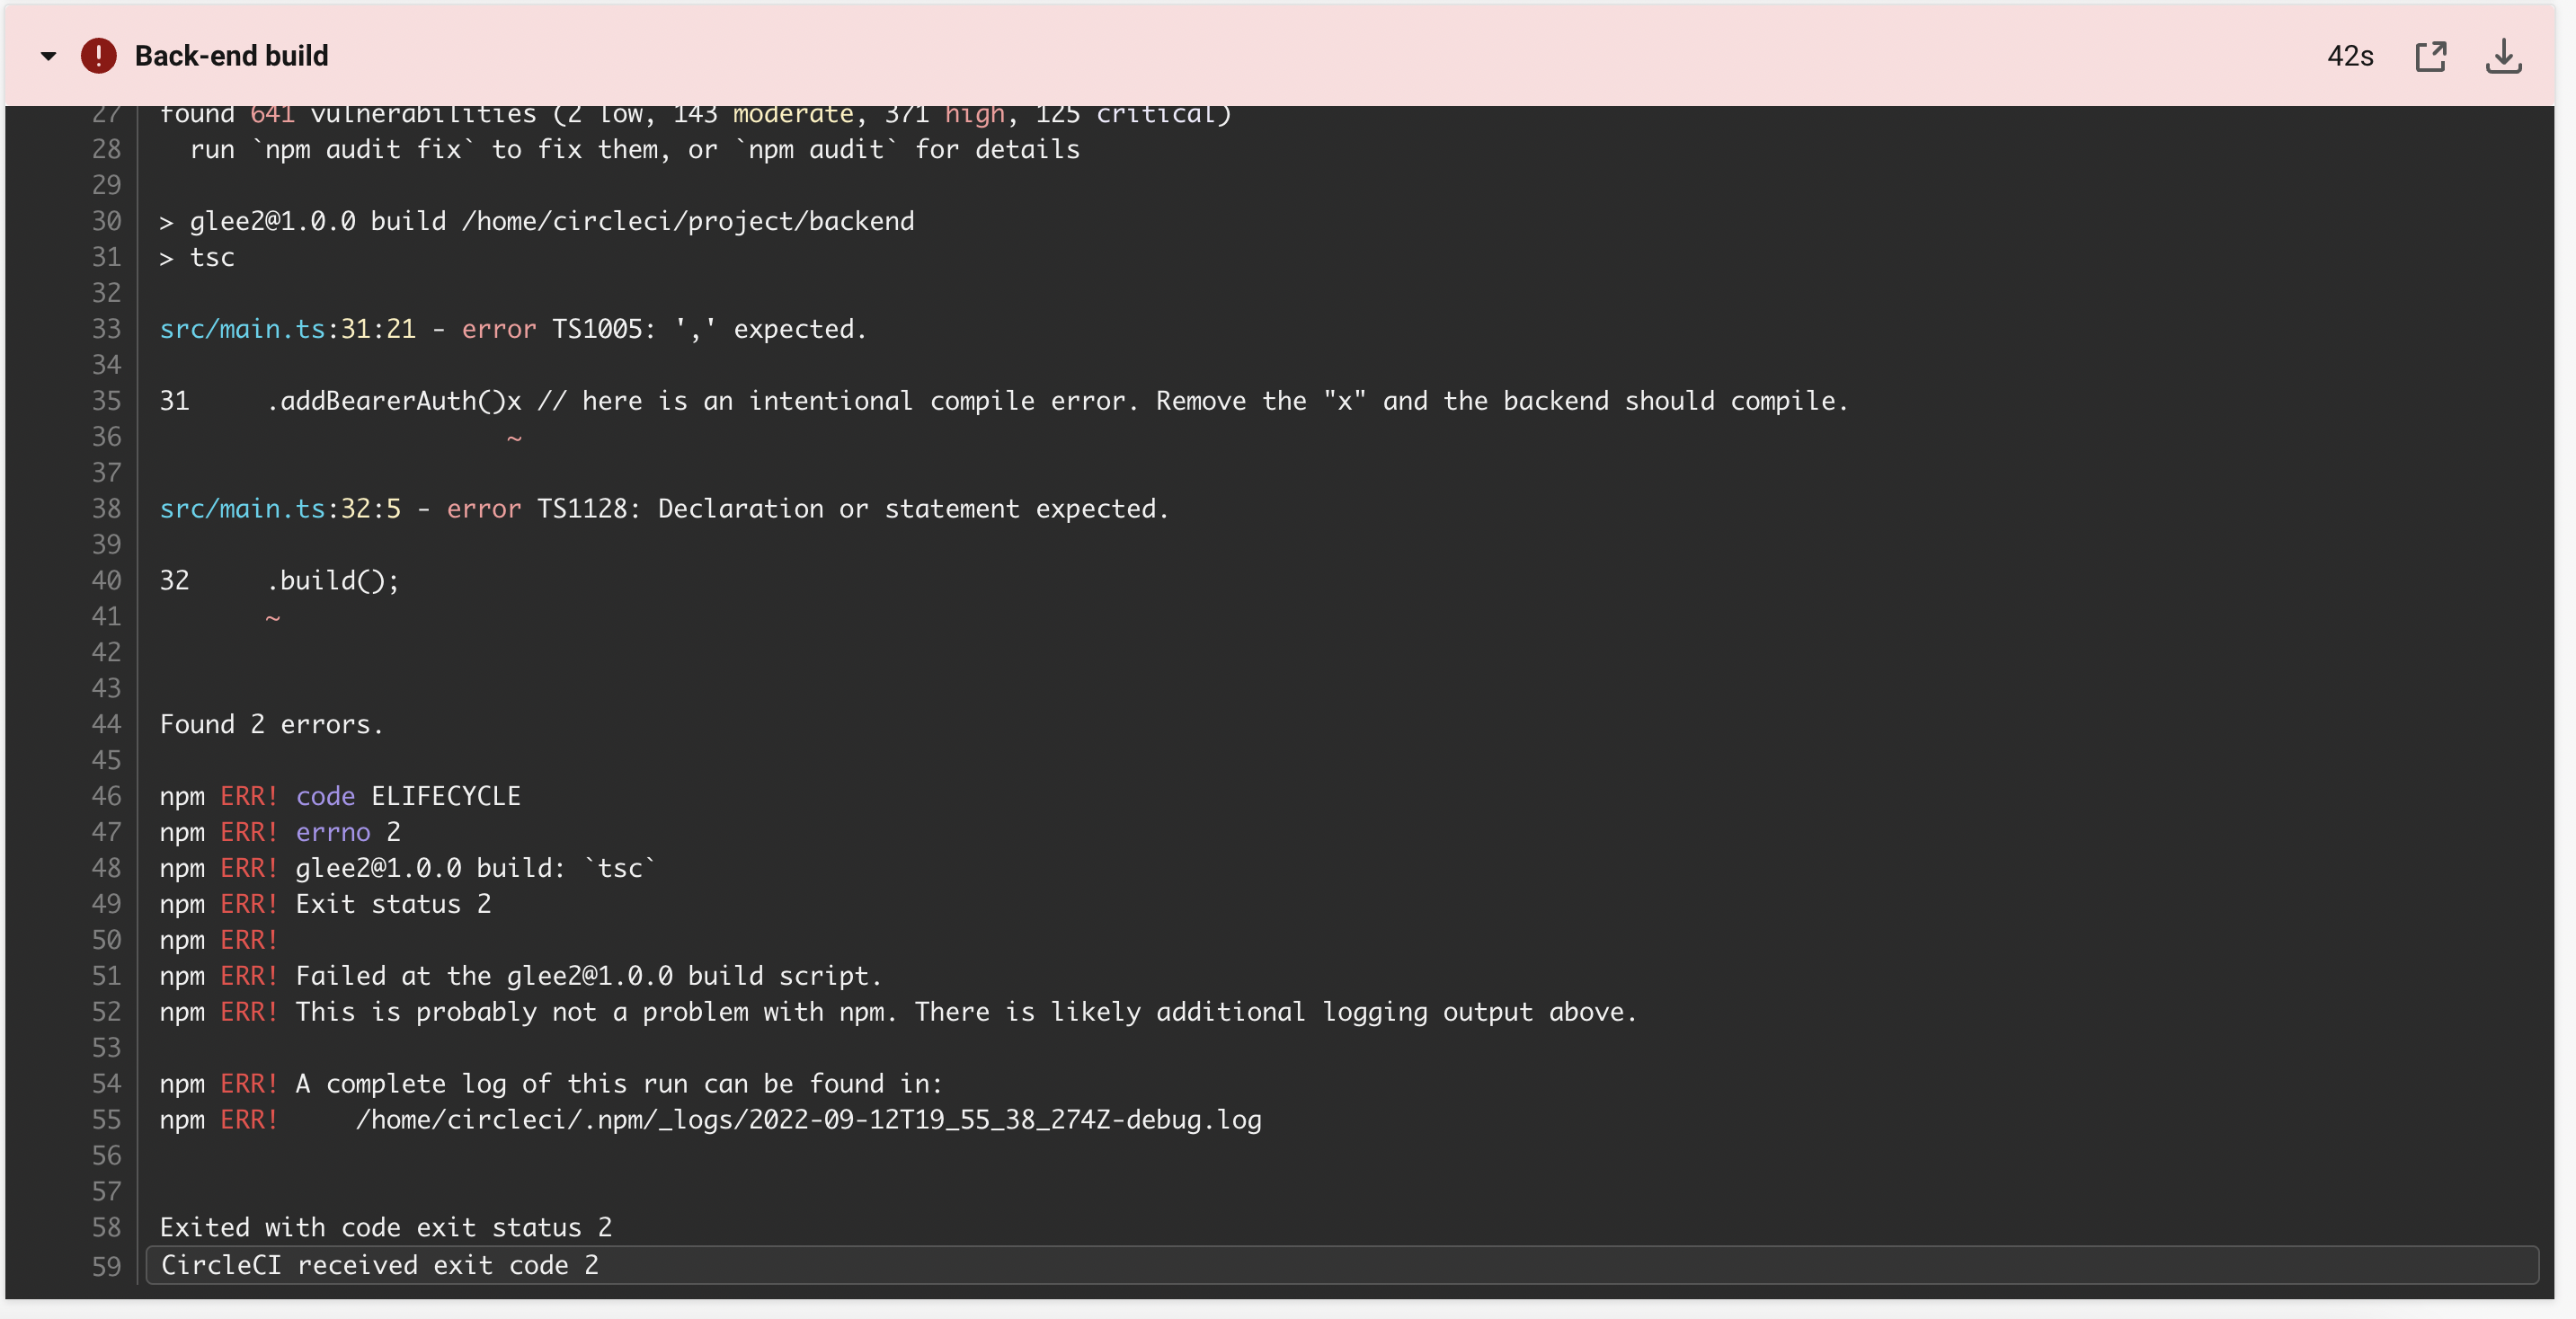 Back-end build 42s
27 found 641 vulnerabilities (2 low, 143 moderate, 371 high, 125 critical)
28 run `npm audit fix` to fix them, or `npm audit` for details
29
30 > glee2@1.0.0 build /home/circleci/project/backend
31 > tsc
32
33 src/main.ts:31:21 - error TS1005: ',' expected.
34
35 31 .addBearerAuth()x // here is an intentional compile error. Remove the "x" and the backend should compile.
36 ~
37
38 src/main.ts:32:5 - error TS1128: Declaration or statement expected.
39
40 32 .build();
41 ~
42
43
44 Found 2 errors.
45
46 npm ERR! code ELIFECYCLE
47 npm ERR! errno 2
48 npm ERR! glee2@1.0.0 build: `tsc`
49 npm ERR! Exit status 2
50 npm ERR!
51 npm ERR! Failed at the glee2@1.0.0 build script.
52 npm ERR! This is probably not a problem with npm. There is likely additional logging output above.
53
54 npm ERR! A complete log of this run can be found in:
55 npm ERR! /home/circleci/.npm/_logs/2022-09-12T19_55_38_274Z-debug.log
56
57
58 Exited with code exit status 2
59 CircleCI received exit code 2